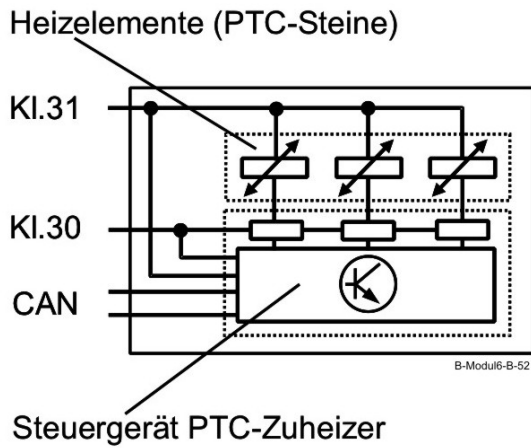 Heizelemente (PTC-Steine)
Kl.31
Kl.30
CAN
B-Modul6-B-52
Steuergerät PTC-Zuheizer